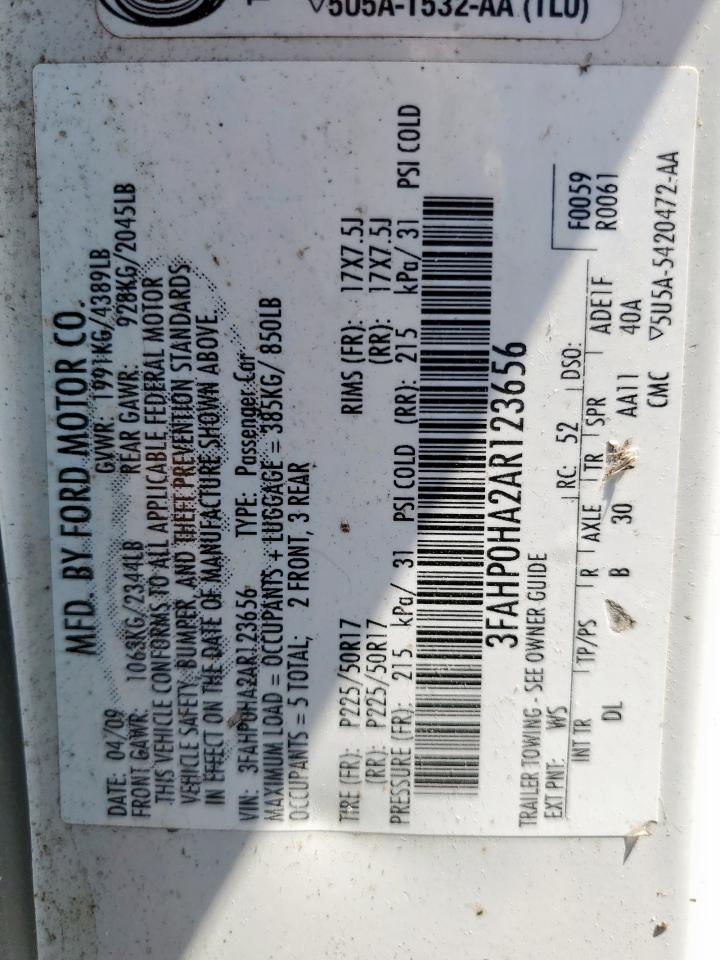 ▽5U5A-1532-AA (TLU)
MFD. BY FORD MOTOR CO.
DATE: 04/09 GVWR: 1991KG/4389LB
FRONT GAWR: 1063KG/2344LB REAR GAWR: 928KG/2045LB
THIS VEHICLE CONFORMS TO ALL APPLICABLE FEDERAL MOTOR
VEHICLE SAFETY, BUMPER, AND THEFT PREVENTION STANDARDS
IN EFFECT ON THE DATE OF MANUFACTURE SHOWN ABOVE.
VIN: 3FAHP0HA2AR123656 TYPE: Passenger Car
MAXIMUM LOAD = OCCUPANTS + LUGGAGE = 385KG/ 850LB
OCCUPANTS = 5 TOTAL; 2 FRONT, 3 REAR
TIRE (FR): P225/50R17 RIMS (FR): 17X7.5J
(RR): P225/50R17 (RR): 17X7.5J
PRESSURE (FR): 215 kPa/ 31 PSI COLD (RR): 215 kPa/ 31 PSI COLD
3FAHP0HA2AR123656
TRAILER TOWING - SEE OWNER GUIDE
EXT PNT: WS RC: 52 DSO: F0059
R0061
INT TR TP/PS R AXLE TR SPR ADE1F
DL B 30 AA11 40A
CMC ▽5U5A-5420472-AA